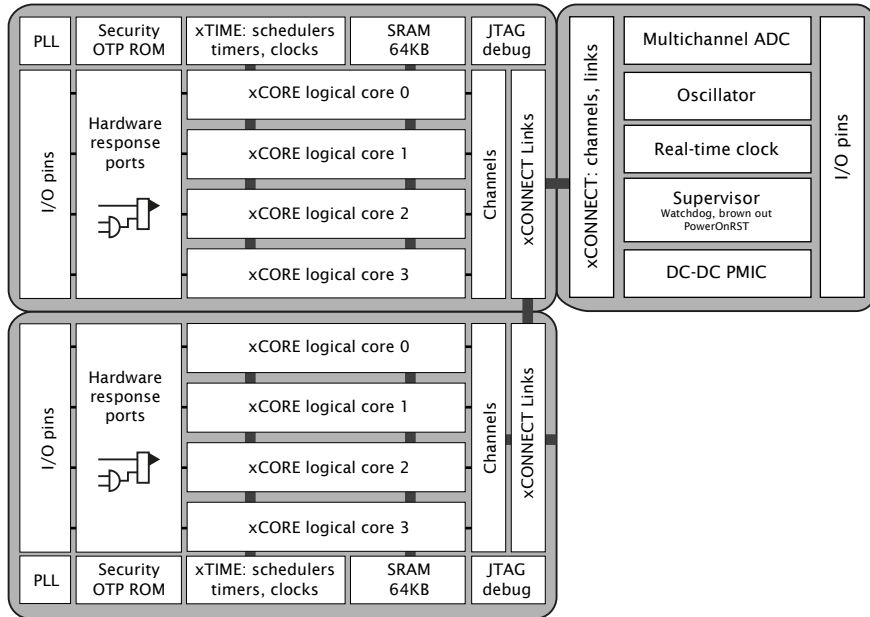 PLL
Security
OTP ROM
xTIME: schedulers
timers, clocks
SRAM
64KB
JTAG
debug
I/O pins
Hardware
response
ports
xCORE logical core 0
xCORE logical core 1
xCORE logical core 2
xCORE logical core 3
Channels
xCONNECT Links
xCONNECT: channels, links
Multichannel ADC
Oscillator
Real-time clock
Supervisor
Watchdog, brown out
PowerOnRST
DC-DC PMIC
I/O pins
I/O pins
Hardware
response
ports
xCORE logical core 0
xCORE logical core 1
xCORE logical core 2
xCORE logical core 3
Channels
xCONNECT Links
PLL
Security
OTP ROM
xTIME: schedulers
timers, clocks
SRAM
64KB
JTAG
debug